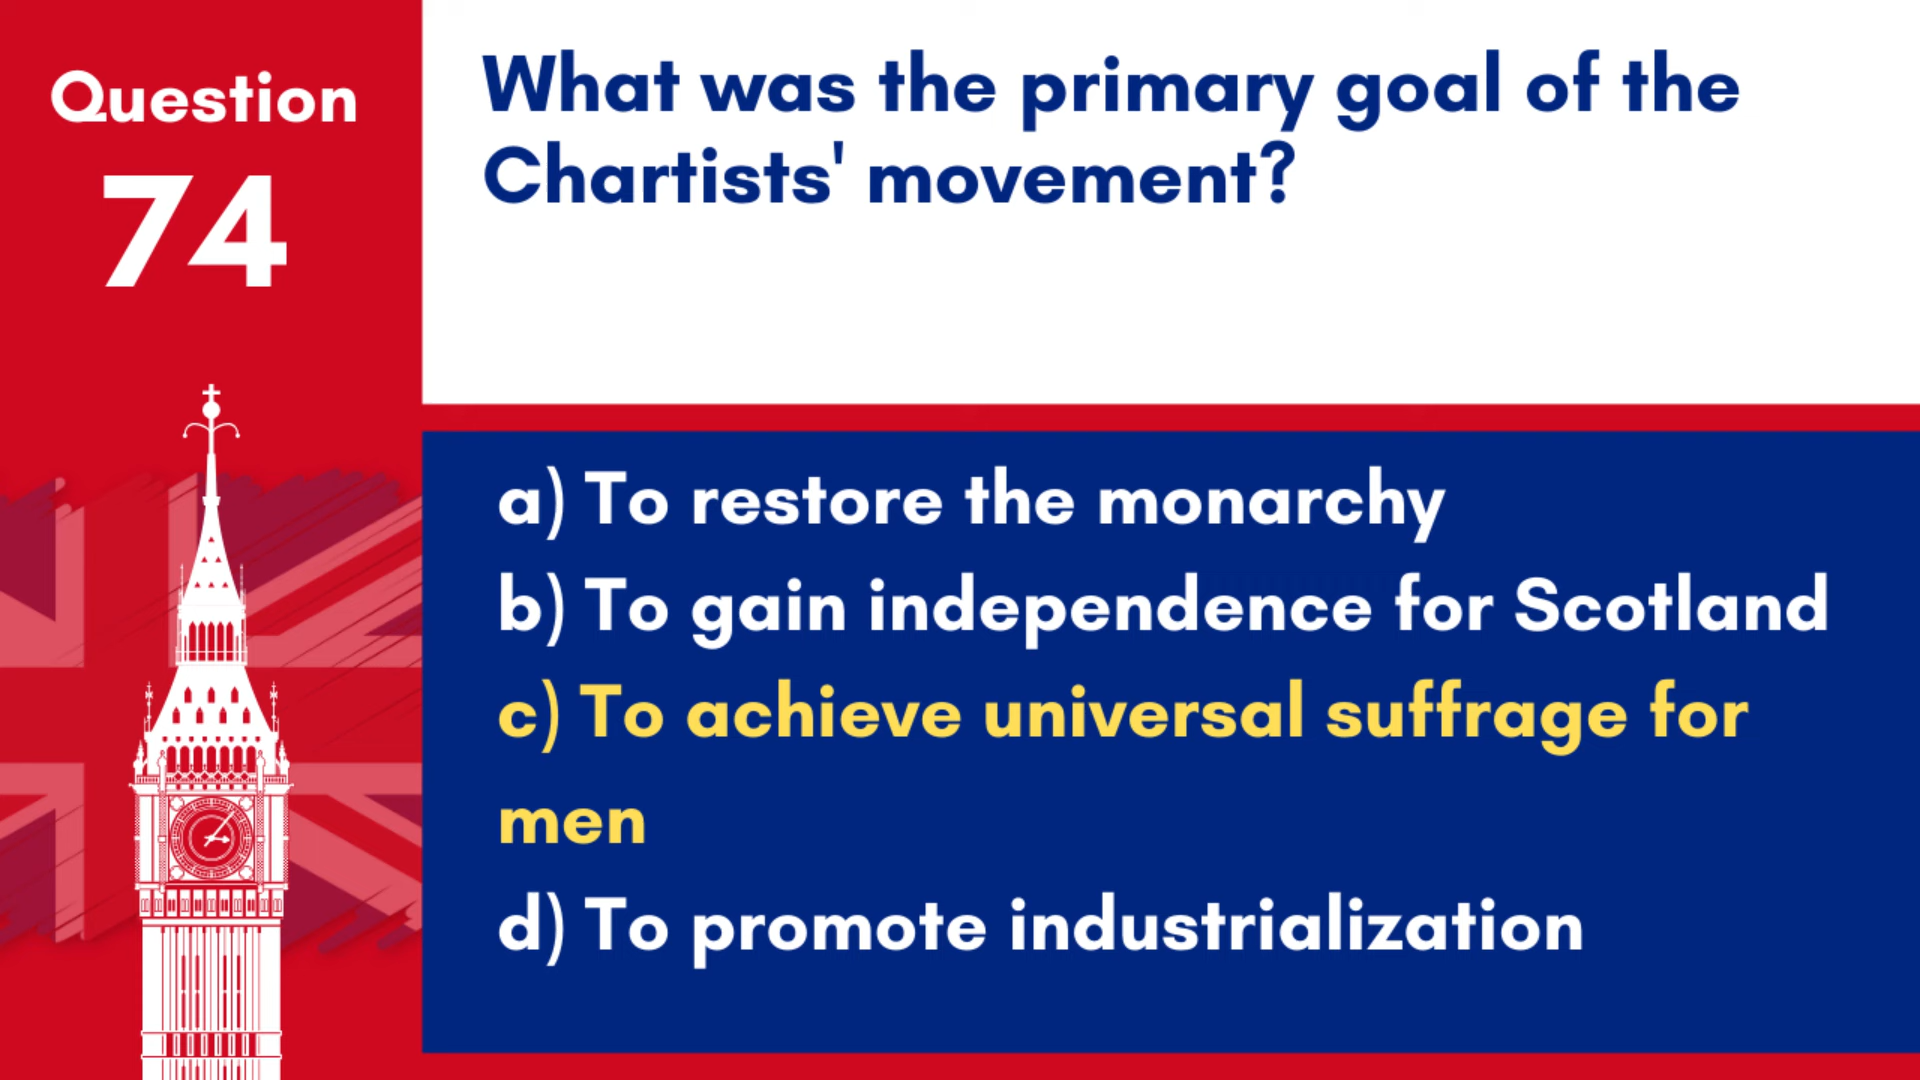 Question
74
What was the primary goal of the
Chartists' movement?
a) To restore the monarchy
b) To gain independence for Scotland
c) To achieve universal suffrage for
men
d) To promote industrialization